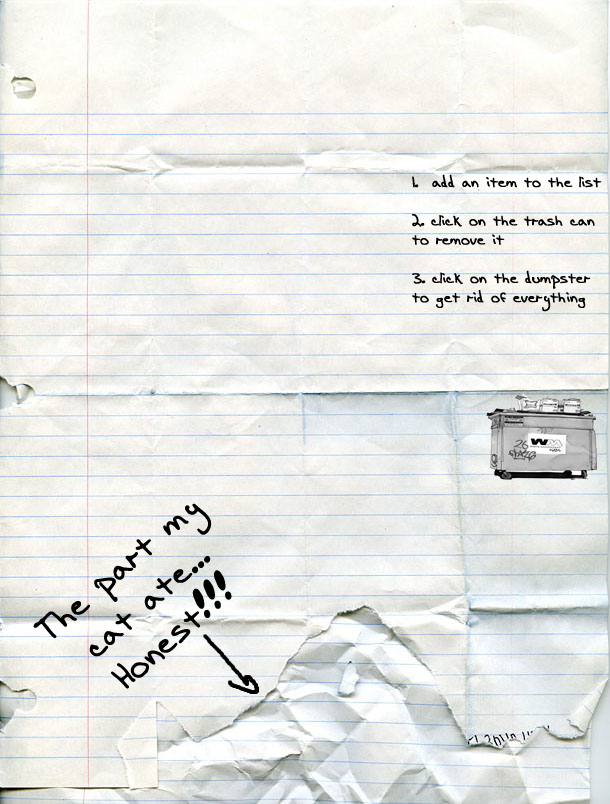 1. add an item to the list
2. click on the trash can
to remove it
3. click on the dumpster
to get rid of everything
26
WM
The part my
cat ate...
Honest!!!